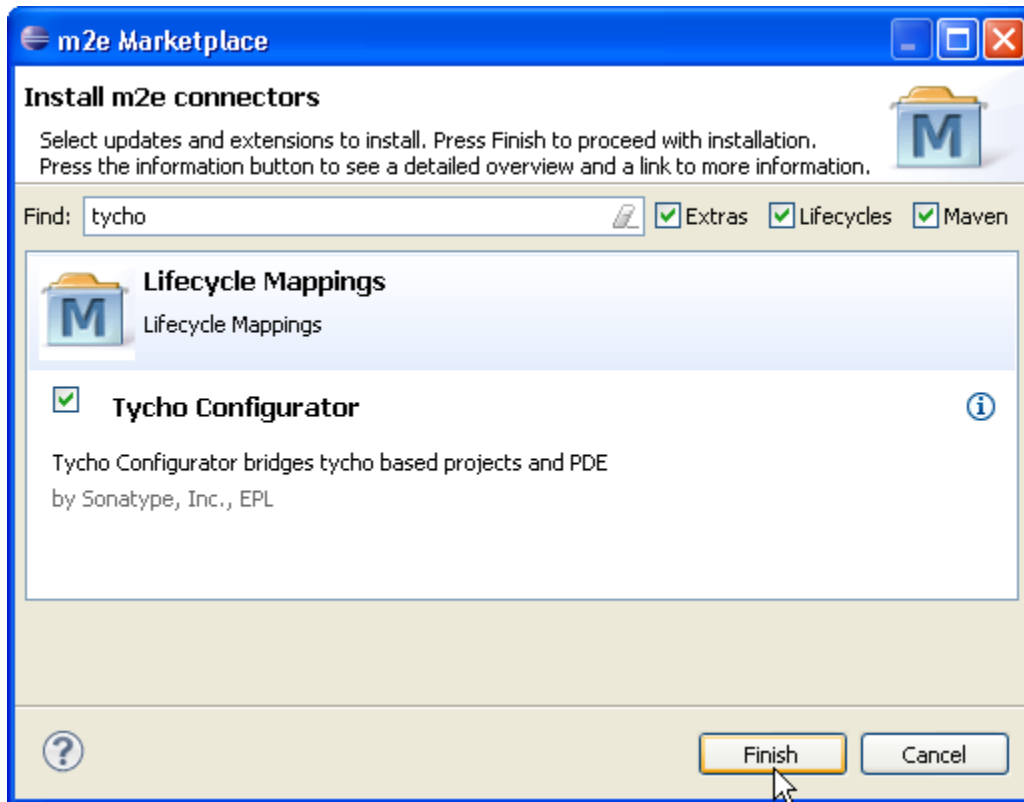 m2e Marketplace
Install m2e connectors
Select updates and extensions to install. Press Finish to proceed with installation.
Press the information button to see a detailed overview and a link to more information.
M
Find: tycho Extras Lifecycles Maven
M
Lifecycle Mappings
Lifecycle Mappings
Tycho Configurator
Tycho Configurator bridges tycho based projects and PDE
by Sonatype, Inc., EPL
Finish Cancel